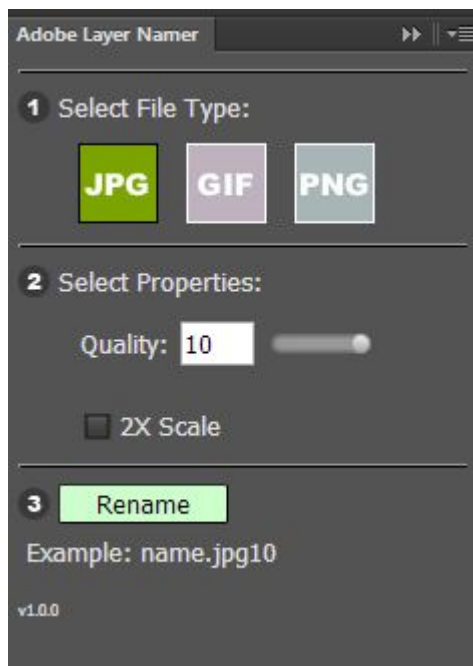 Adobe Layer Namer
1 Select File Type:
JPG GIF PNG
2 Select Properties:
Quality: 10
2X Scale
3 Rename
Example: name.jpg10
v1.0.0